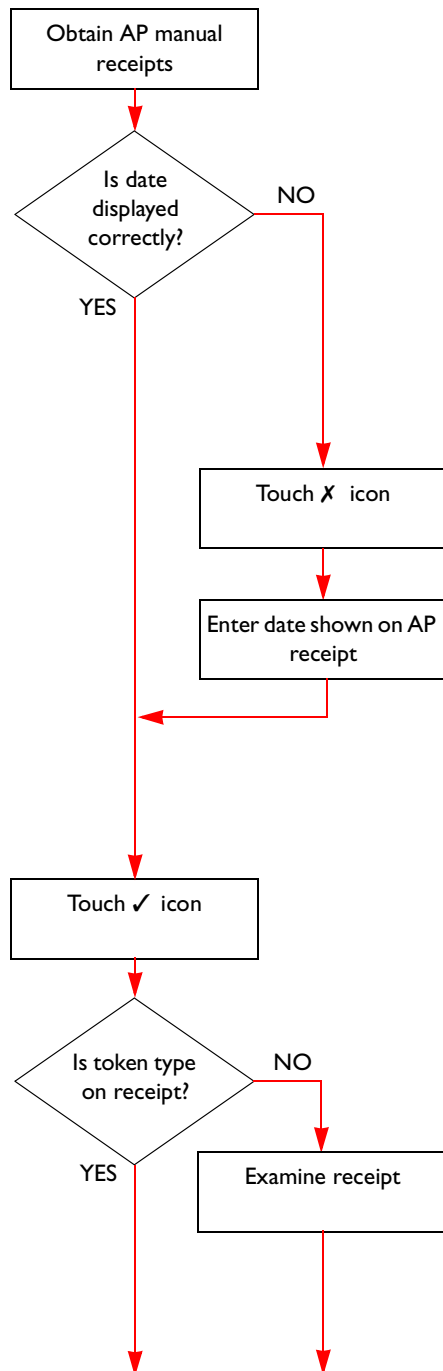 Obtain AP manual
receipts
Is date
displayed
correctly?
NO
YES
Touch ✗ icon
Enter date shown on AP
receipt
Touch ✓ icon
Is token type
on receipt?
NO
YES
Examine receipt